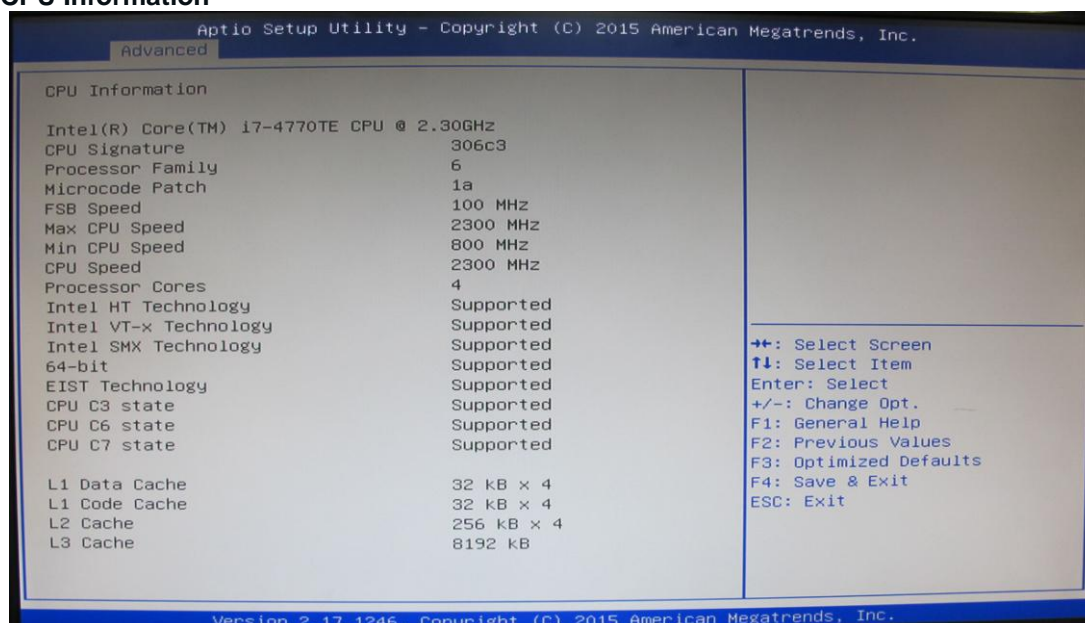 CPU Information
Aptio Setup Utility – Copyright (C) 2015 American Megatrends, Inc.
Advanced
CPU Information
Intel(R) Core(TM) i7-4770TE CPU @ 2.30GHz
CPU Signature 306c3
Processor Family 6
Microcode Patch 1a
FSB Speed 100 MHz
Max CPU Speed 2300 MHz
Min CPU Speed 800 MHz
CPU Speed 2300 MHz
Processor Cores 4
Intel HT Technology Supported
Intel VT-x Technology Supported
Intel SMX Technology Supported
64-bit Supported
EIST Technology Supported
CPU C3 state Supported
CPU C6 state Supported
CPU C7 state Supported
L1 Data Cache 32 kB x 4
L1 Code Cache 32 kB x 4
L2 Cache 256 kB x 4
L3 Cache 8192 kB
→←: Select Screen
↑↓: Select Item
Enter: Select
+/-: Change Opt.
F1: General Help
F2: Previous Values
F3: Optimized Defaults
F4: Save & Exit
ESC: Exit
Version 2.17.1246. Copyright (C) 2015 American Megatrends, Inc.